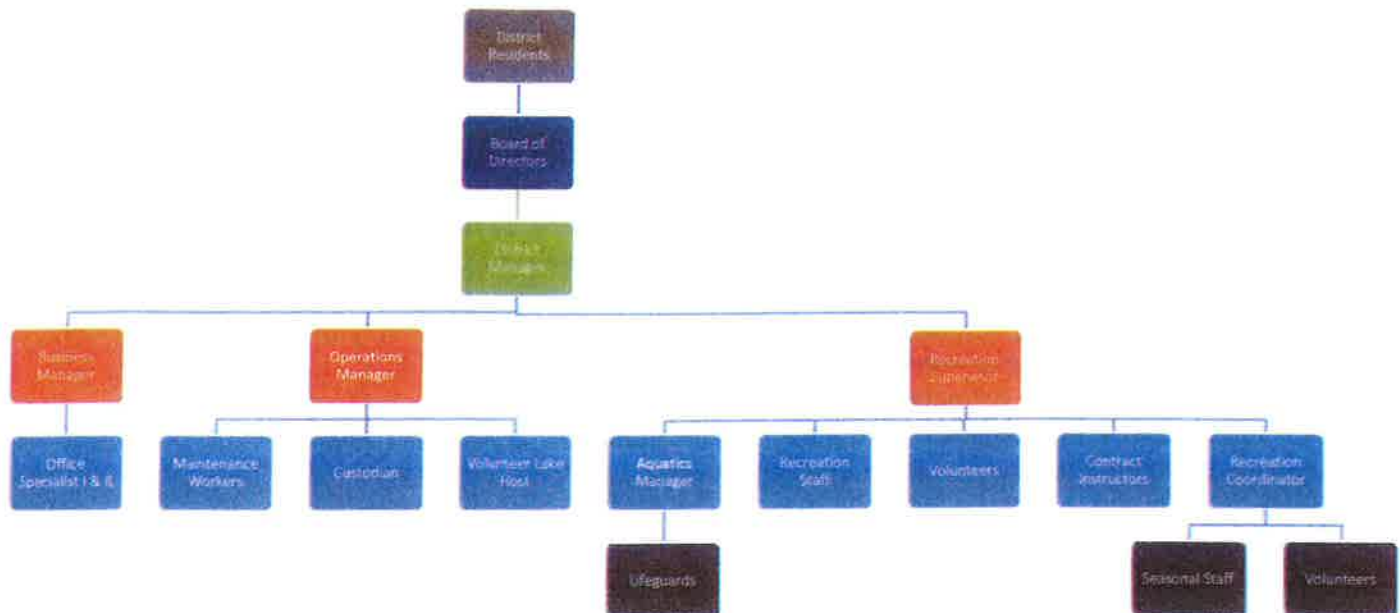 District
Residents
Board of
Directors
District
Manager
Business
Manager
Operations
Manager
Recreation
Supervisor
Office
Specialist I & II
Maintenance
Workers
Custodian
Volunteer Lake
Host
Aquatics
Manager
Recreation
Staff
Volunteers
Contract
Instructors
Recreation
Coordinator
Lifeguards
Seasonal Staff
Volunteers